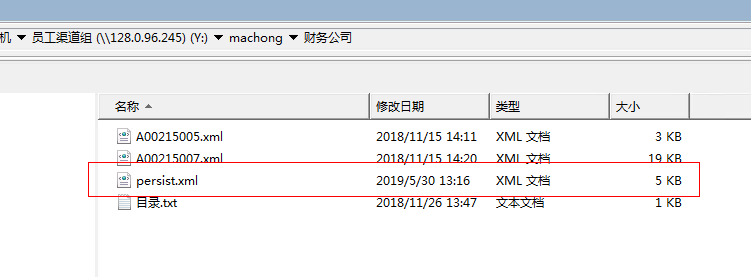 机 ▼ 员工渠道组 (\\128.0.96.245) (Y:) ▼ machong ▼ 财务公司
名称 修改日期 类型 大小
A00215005.xml 2018/11/15 14:11 XML 文档 3 KB
A00215007.xml 2018/11/15 14:20 XML 文档 19 KB
persist.xml 2019/5/30 13:16 XML 文档 5 KB
目录.txt 2018/11/26 13:47 文本文档 1 KB